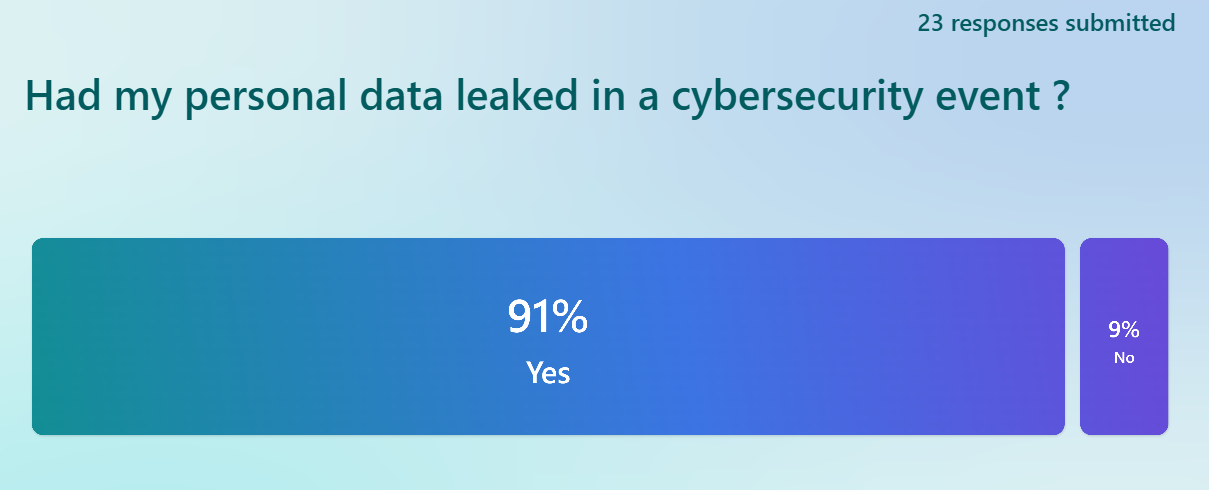 23 responses submitted
Had my personal data leaked in a cybersecurity event ?
91%
Yes
9%
No